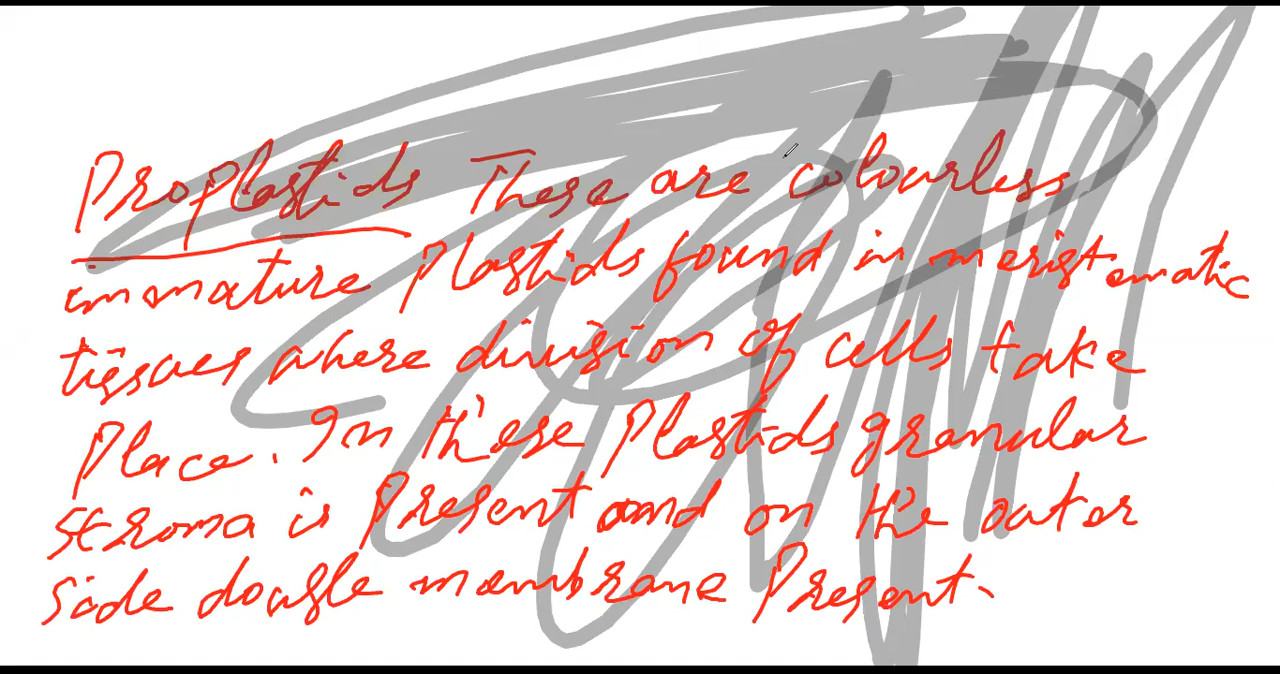 Proplastids These are colourless
immature plastids found in meristematic
tissues where division of cells take
Place. In these plastids granular
stroma is Present and on the outer
side double membrane Present.